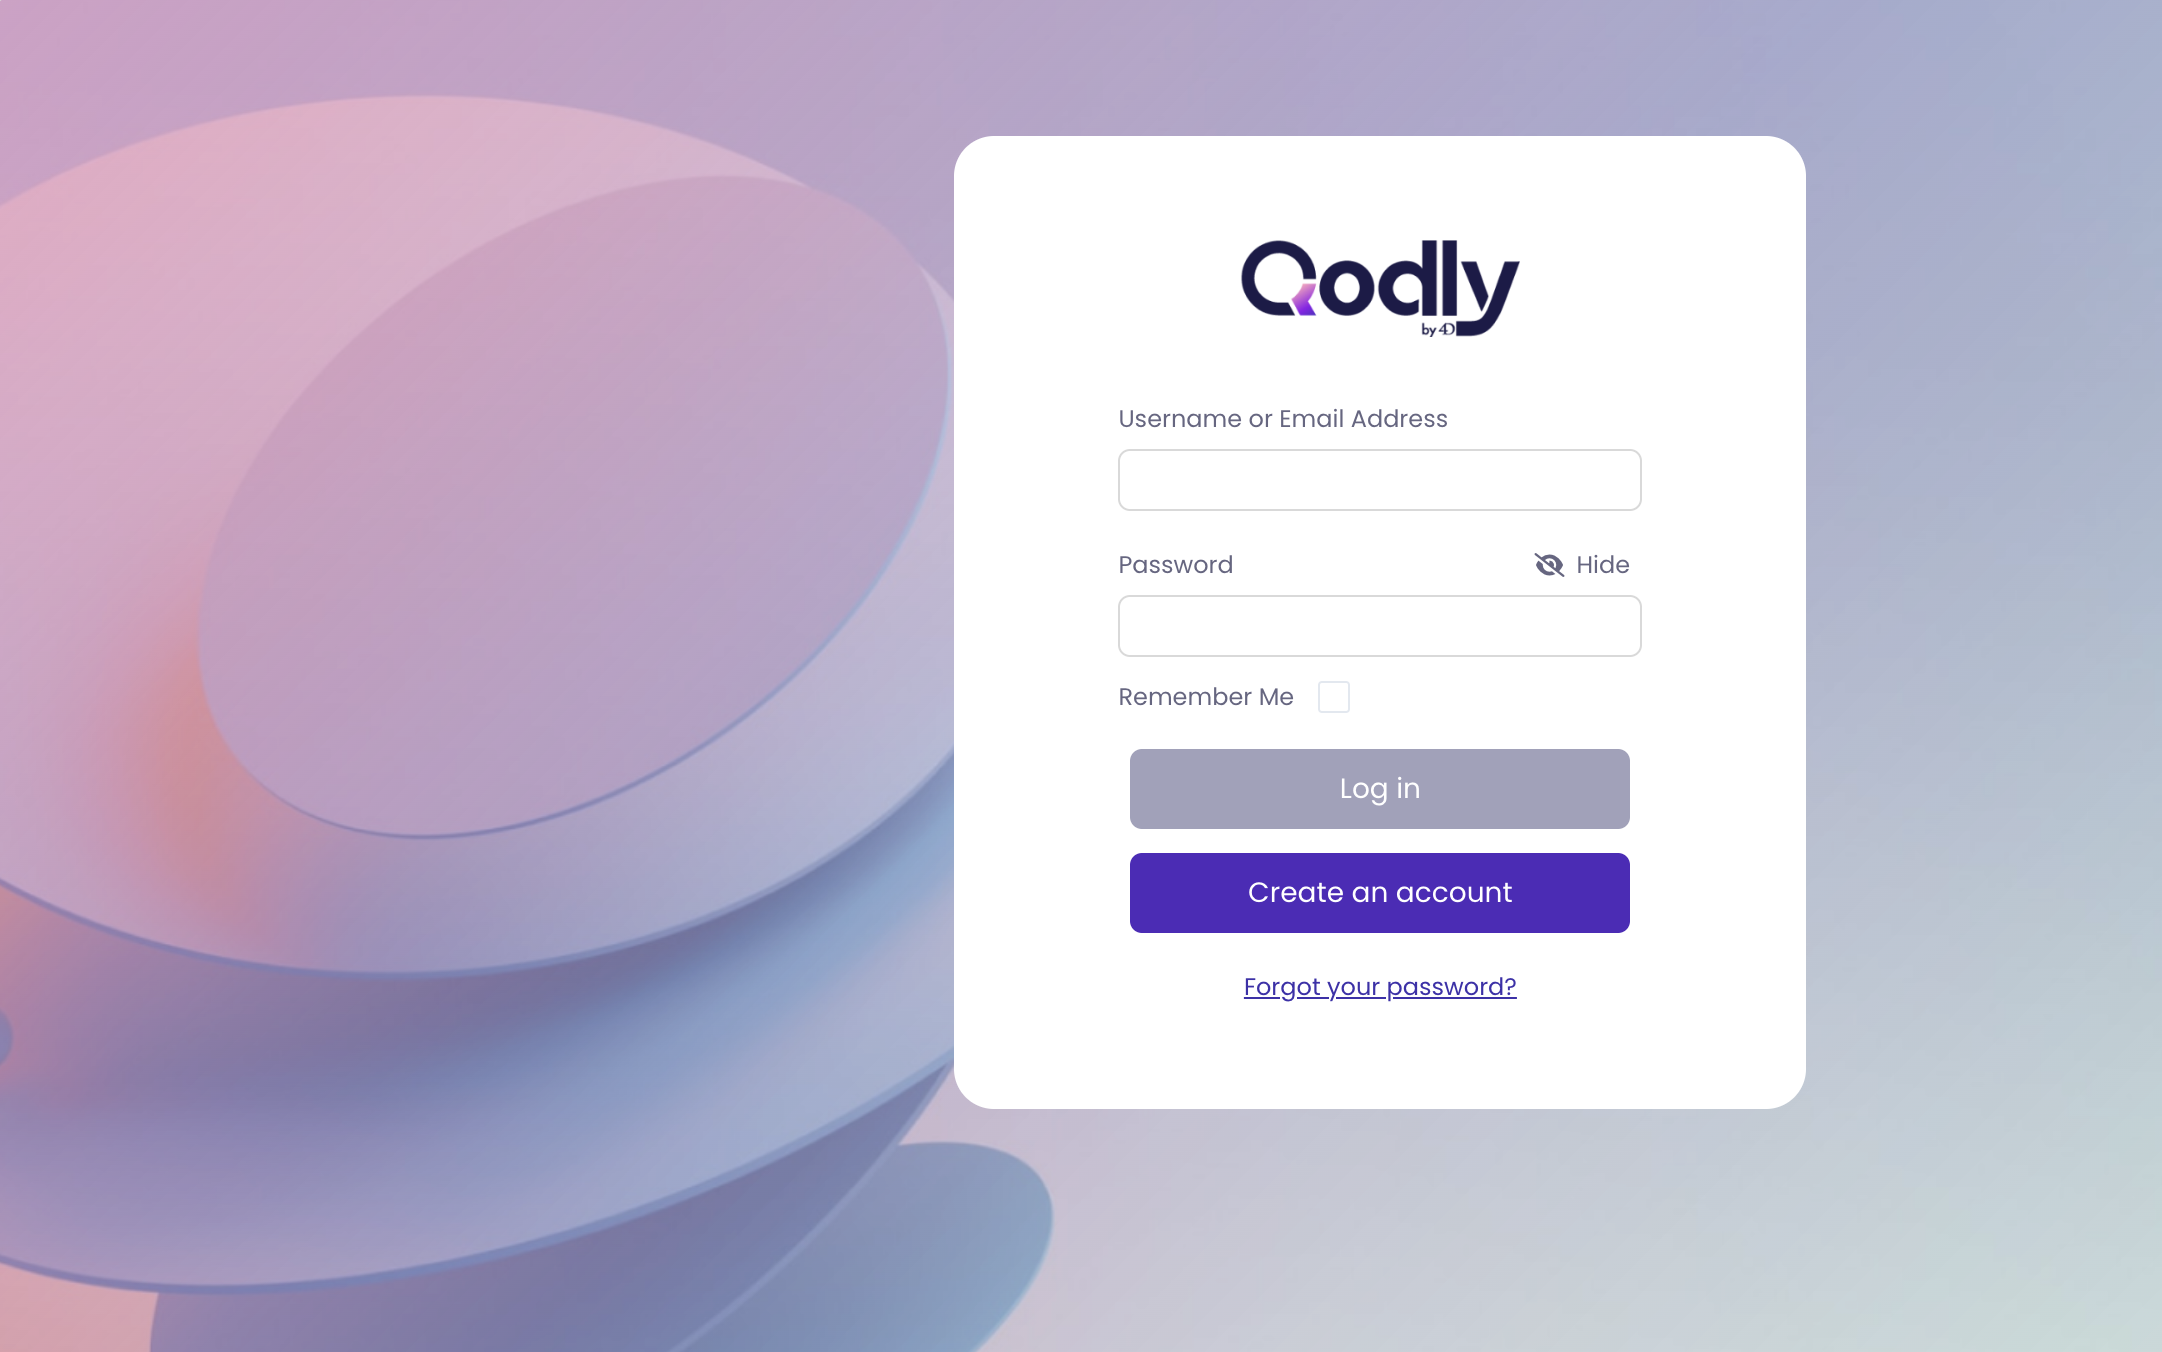 Qodly
by 4D
Username or Email Address
Password
Hide
Remember Me
Log in
Create an account
Forgot your password?